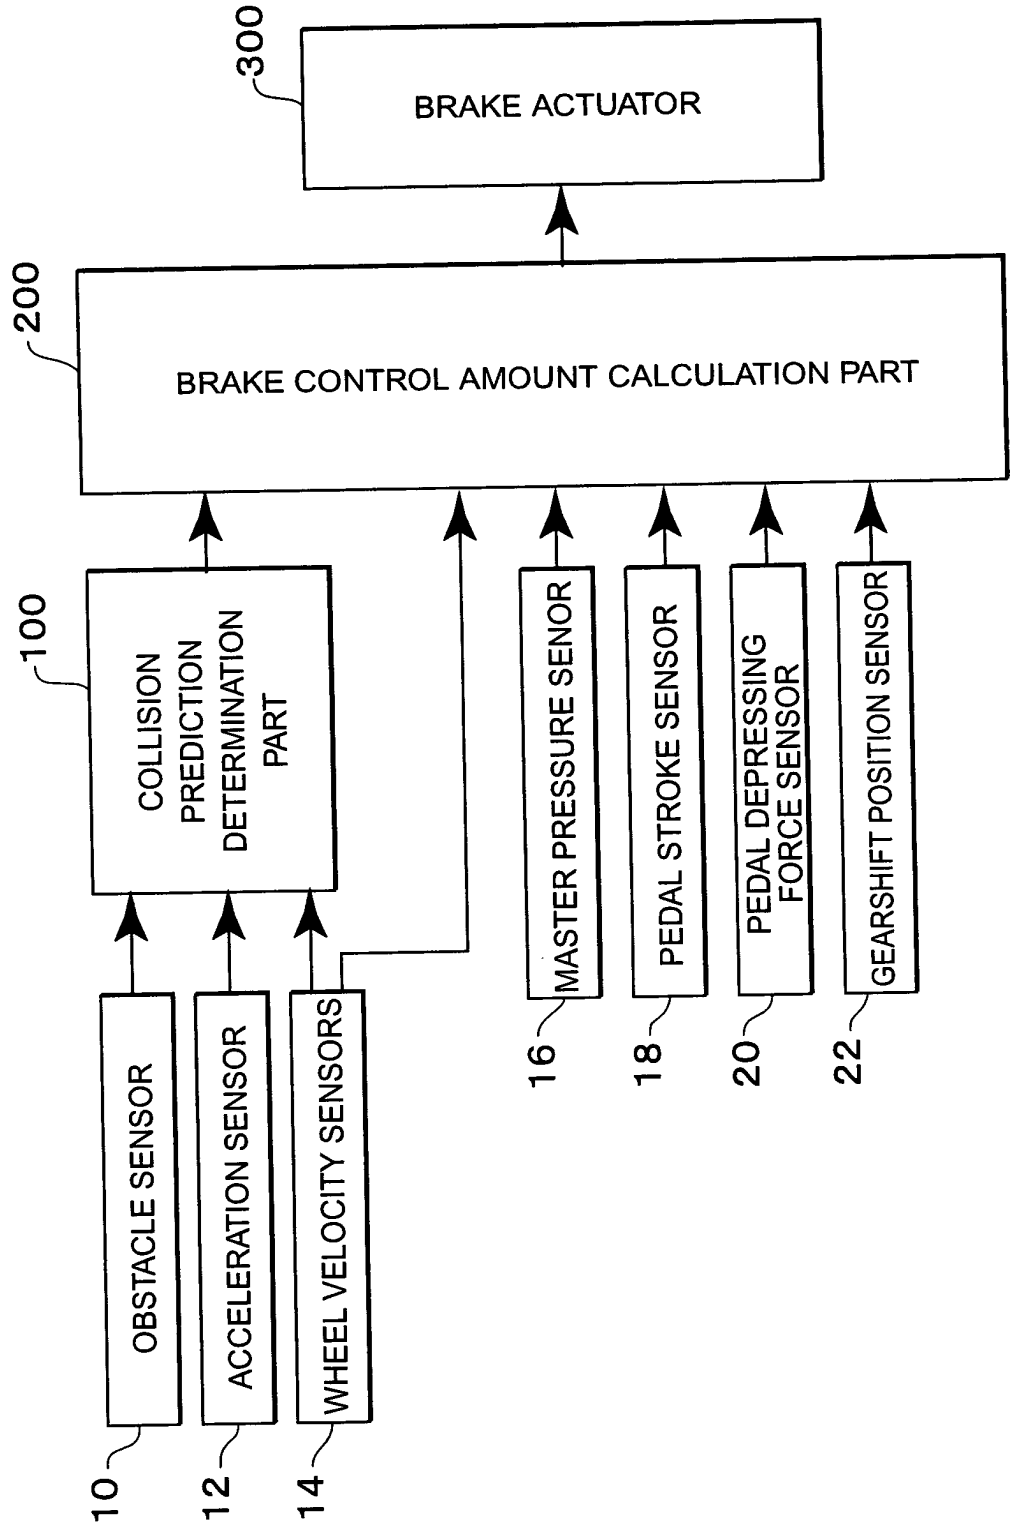 10
OBSTACLE SENSOR
12
ACCELERATION SENSOR
14
WHEEL VELOCITY SENSORS
100
COLLISION
PREDICTION
DETERMINATION
PART
16
MASTER PRESSURE SENOR
18
PEDAL STROKE SENSOR
20
PEDAL DEPRESSING
FORCE SENSOR
22
GEARSHIFT POSITION SENSOR
200
BRAKE CONTROL AMOUNT CALCULATION PART
300
BRAKE ACTUATOR